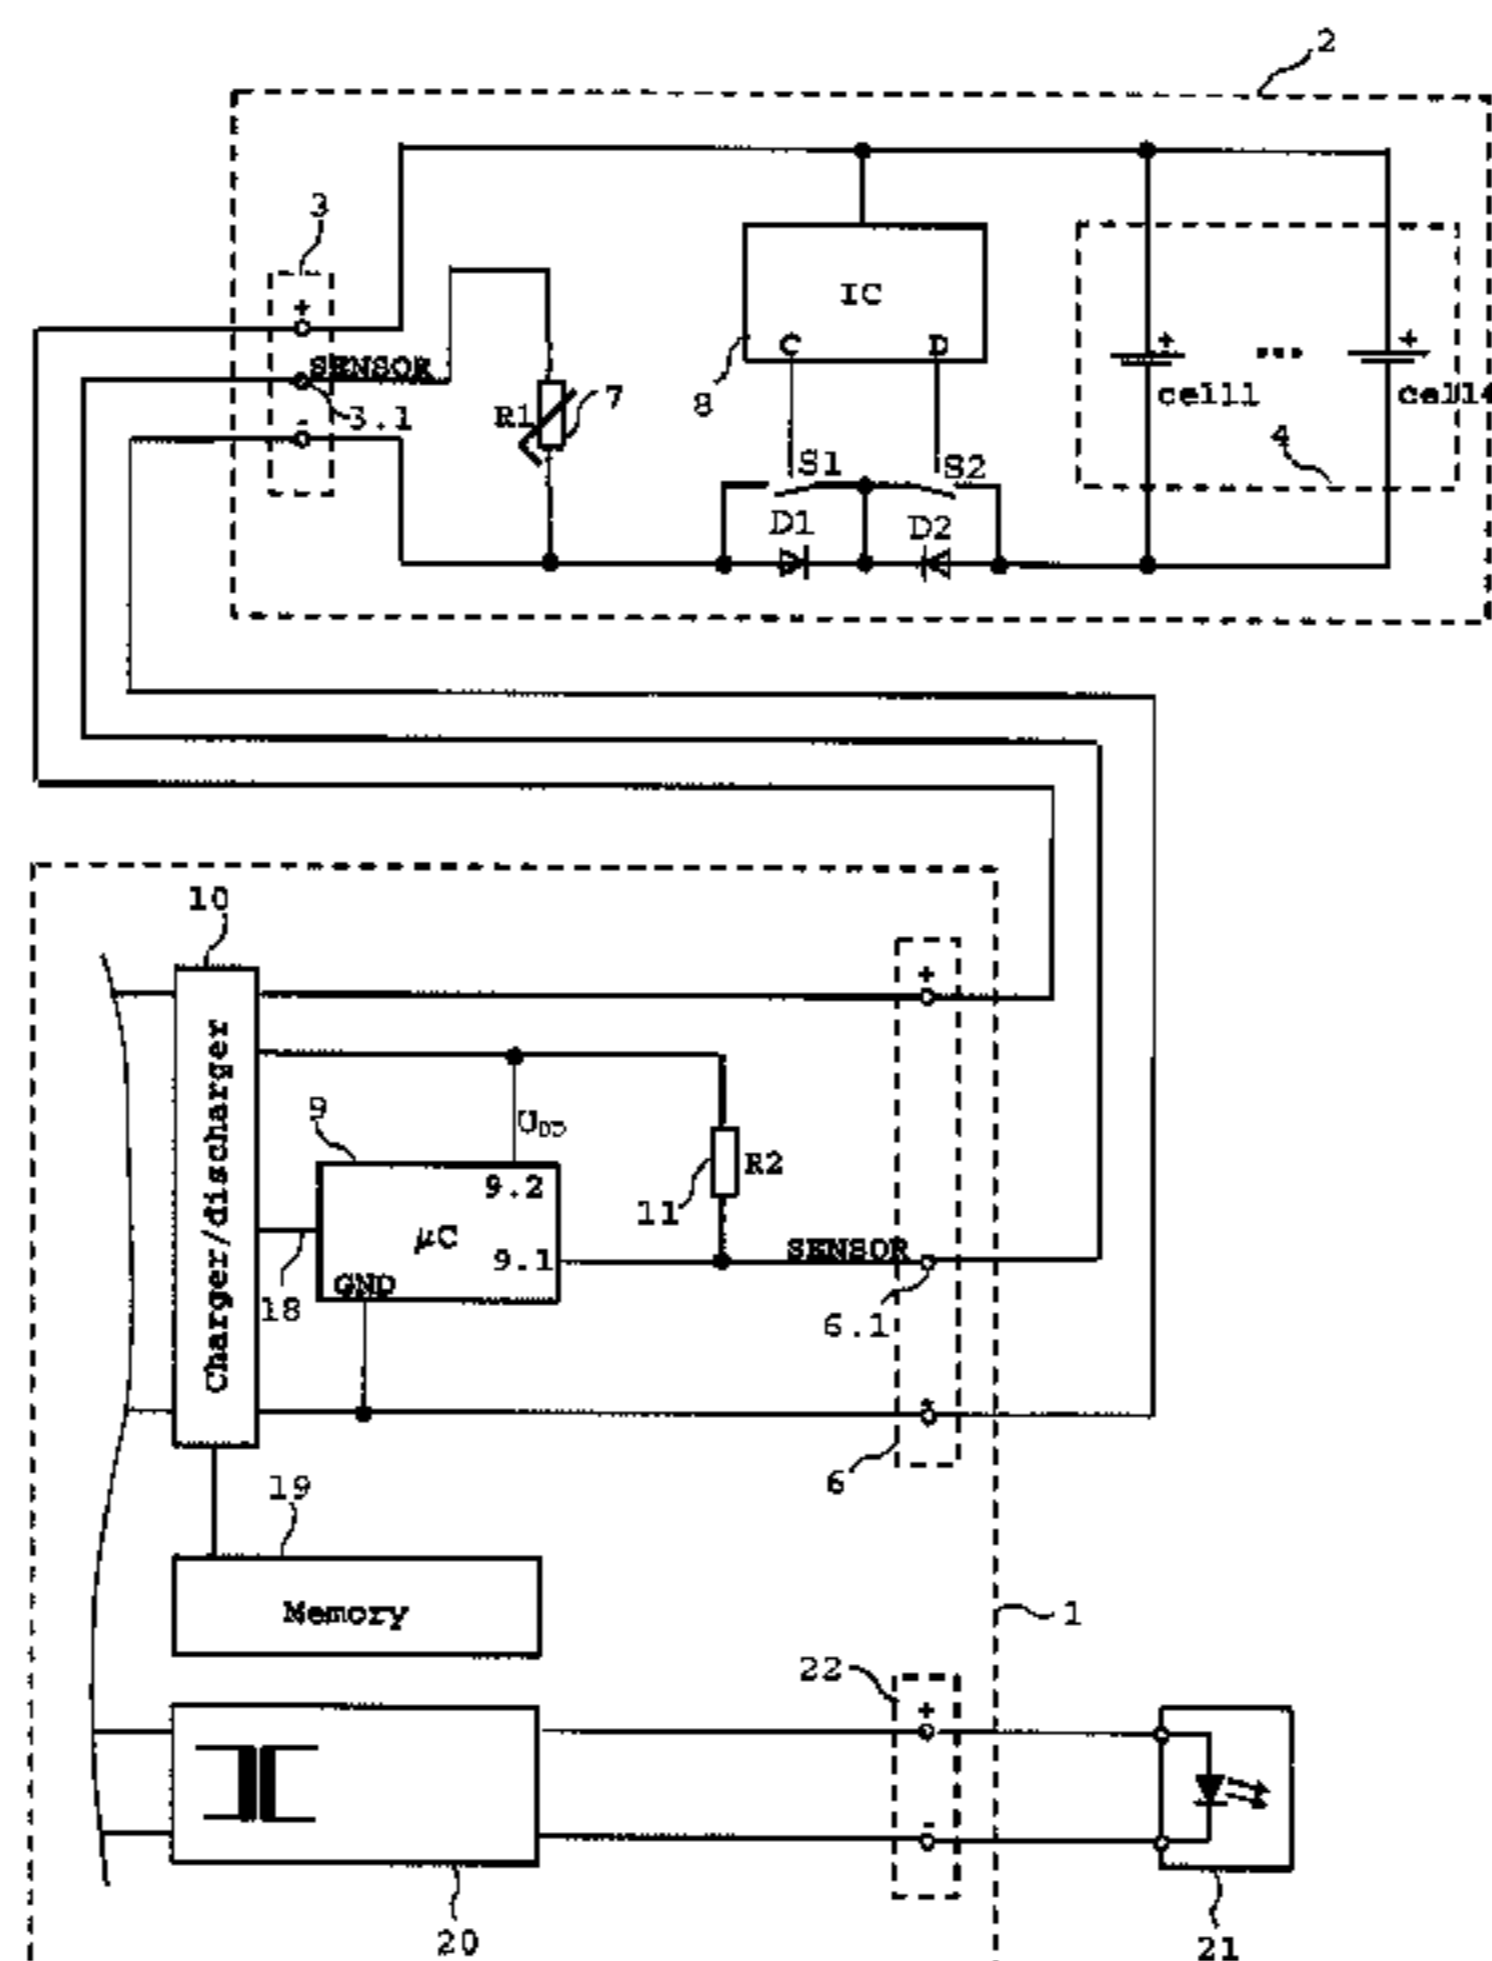 2
3
+
SENSOR
3.1
-
R1
7
IC
C
D
8
S1
S2
D1
D2
+
cell1
...
+
cell4
4
10
Charger/discharger
+
9
UDD
9.2
μC
9.1
GND
18
11
R2
SENSOR
6.1
6
19
Memory
1
22
+
-
20
21